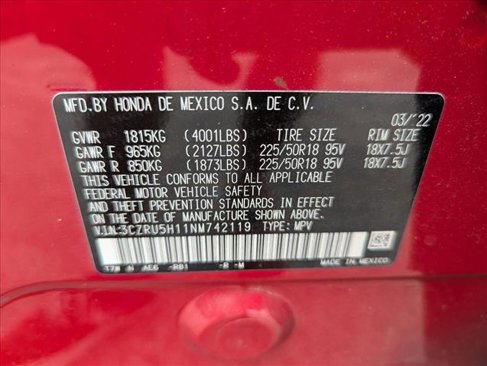 MFD.BY HONDA DE MEXICO S.A. DE C.V.
03/'22
GVWR 1815KG (4001LBS) TIRE SIZE RIM SIZE
GAWR F 965KG (2127LBS) 225/50R18 95V 18X7.5J
GAWR R 850KG (1873LBS) 225/50R18 95V 18X7.5J
THIS VEHICLE CONFORMS TO ALL APPLICABLE
FEDERAL MOTOR VEHICLE SAFETY
AND THEFT PREVENTION STANDARDS IN EFFECT
ON THE DATE OF MANUFACTURE SHOWN ABOVE.
V.I.N:3CZRU5H11NM742119 TYPE: MPV
-R81 -R -M
MADE IN MEXICO